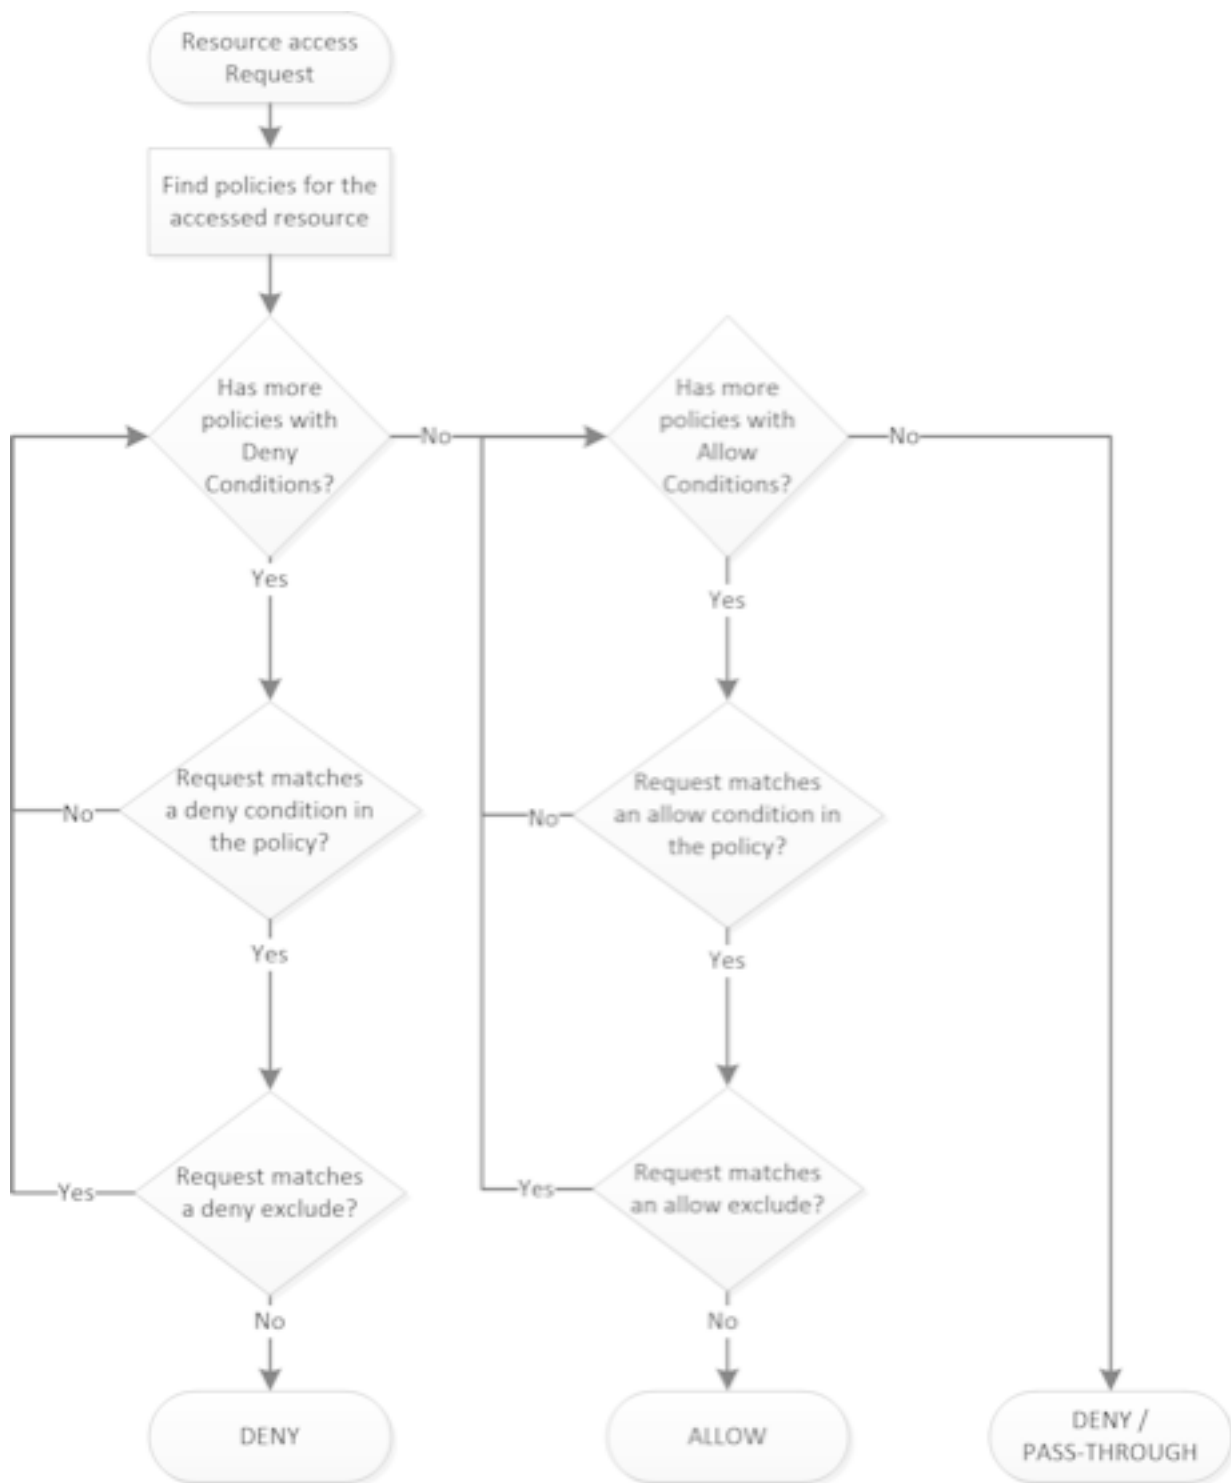 Resource access
Request
Find policies for the
accessed resource
Has more
policies with
Deny
Conditions?
No
Has more
policies with
Allow
Conditions?
No
Yes
Yes
Request matches
a deny condition in
the policy?
No
Request matches
an allow condition in
the policy?
No
Yes
Yes
Request matches
a deny exclude?
Yes
Request matches
an allow exclude?
Yes
No
No
DENY
ALLOW
DENY /
PASS-THROUGH